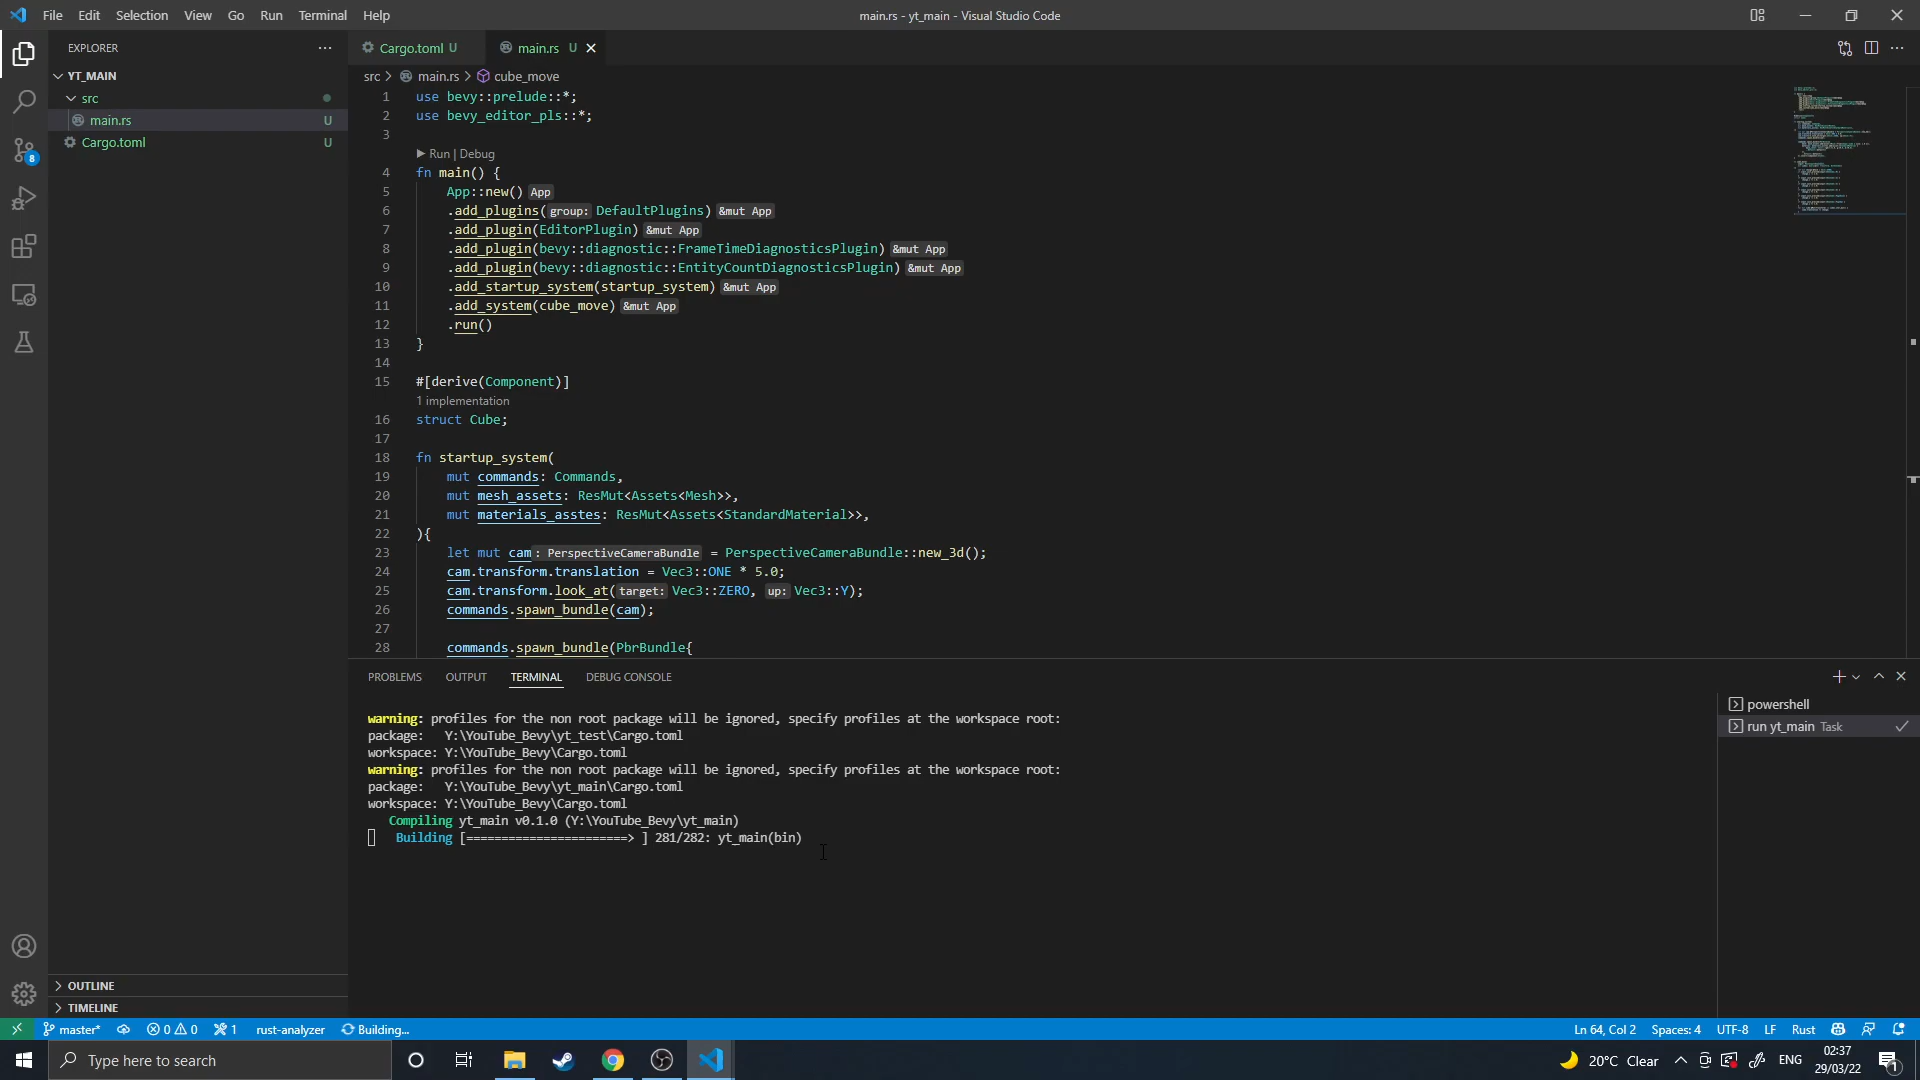 File Edit Selection View Go Run Terminal Help
main.rs - yt_main - Visual Studio Code
EXPLORER
YT_MAIN
src
main.rs U
Cargo.toml U
8
Cargo.toml U
main.rs U
src > main.rs > cube_move
1 use bevy::prelude::*;
2 use bevy_editor_pls::*;
3
Run | Debug
4 fn main() {
5 App::new() App
6 .add_plugins(group: DefaultPlugins) &mut App
7 .add_plugin(EditorPlugin) &mut App
8 .add_plugin(bevy::diagnostic::FrameTimeDiagnosticsPlugin) &mut App
9 .add_plugin(bevy::diagnostic::EntityCountDiagnosticsPlugin) &mut App
10 .add_startup_system(startup_system) &mut App
11 .add_system(cube_move) &mut App
12 .run()
13 }
14
15 #[derive(Component)]
1 implementation
16 struct Cube;
17
18 fn startup_system(
19 mut commands: Commands,
20 mut mesh_assets: ResMut<Assets<Mesh>>,
21 mut materials_asstes: ResMut<Assets<StandardMaterial>>,
22 ){
23 let mut cam: PerspectiveCameraBundle = PerspectiveCameraBundle::new_3d();
24 cam.transform.translation = Vec3::ONE * 5.0;
25 cam.transform.look_at(target: Vec3::ZERO, up: Vec3::Y);
26 commands.spawn_bundle(cam);
27
28 commands.spawn_bundle(PbrBundle{
PROBLEMS OUTPUT TERMINAL DEBUG CONSOLE
warning: profiles for the non root package will be ignored, specify profiles at the workspace root:
package: Y:\YouTube_Bevy\yt_test\Cargo.toml
workspace: Y:\YouTube_Bevy\Cargo.toml
warning: profiles for the non root package will be ignored, specify profiles at the workspace root:
package: Y:\YouTube_Bevy\yt_main\Cargo.toml
workspace: Y:\YouTube_Bevy\Cargo.toml
Compiling yt_main v0.1.0 (Y:\YouTube_Bevy\yt_main)
Building [=======================> ] 281/282: yt_main(bin)
powershell
run yt_main Task
OUTLINE
TIMELINE
master* 0 0 1 rust-analyzer Building...
Ln 64, Col 2 Spaces: 4 UTF-8 LF Rust
Type here to search
20°C Clear
ENG
02:37
29/03/22
1